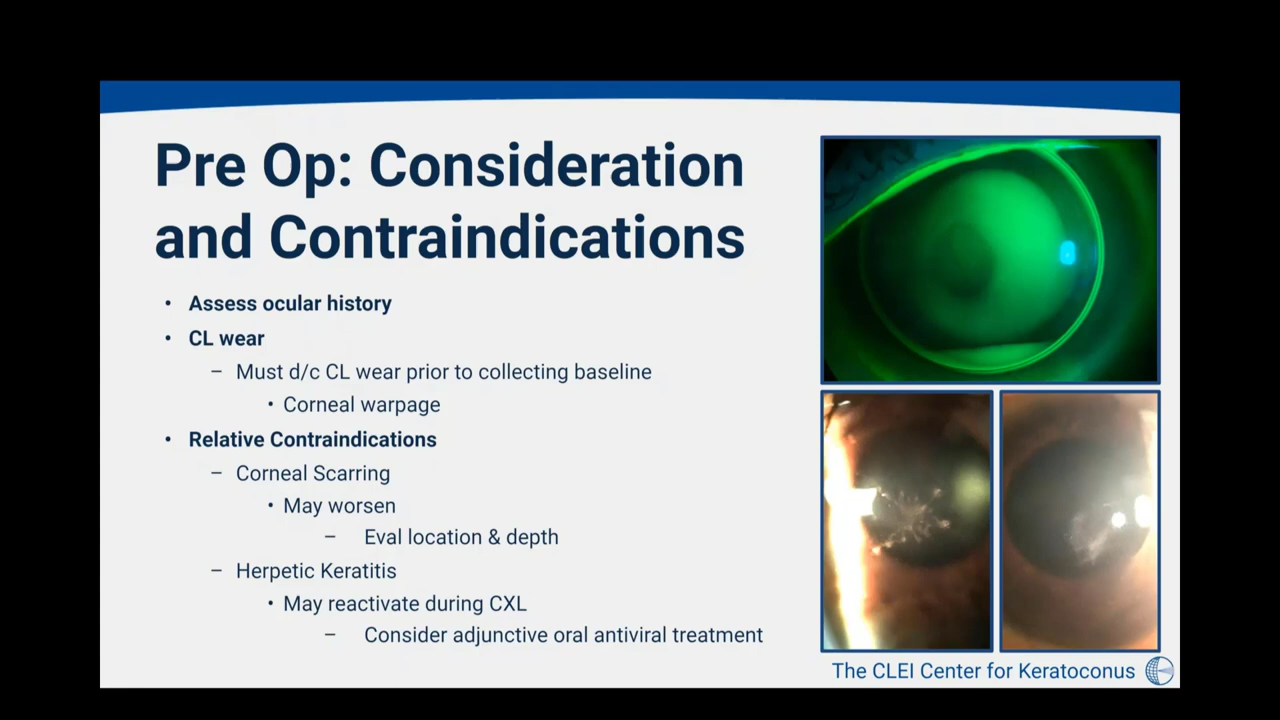 Pre Op: Consideration
and Contraindications
• Assess ocular history
• CL wear
– Must d/c CL wear prior to collecting baseline
• Corneal warpage
• Relative Contraindications
– Corneal Scarring
• May worsen
– Eval location & depth
– Herpetic Keratitis
• May reactivate during CXL
– Consider adjunctive oral antiviral treatment
The CLEI Center for Keratoconus